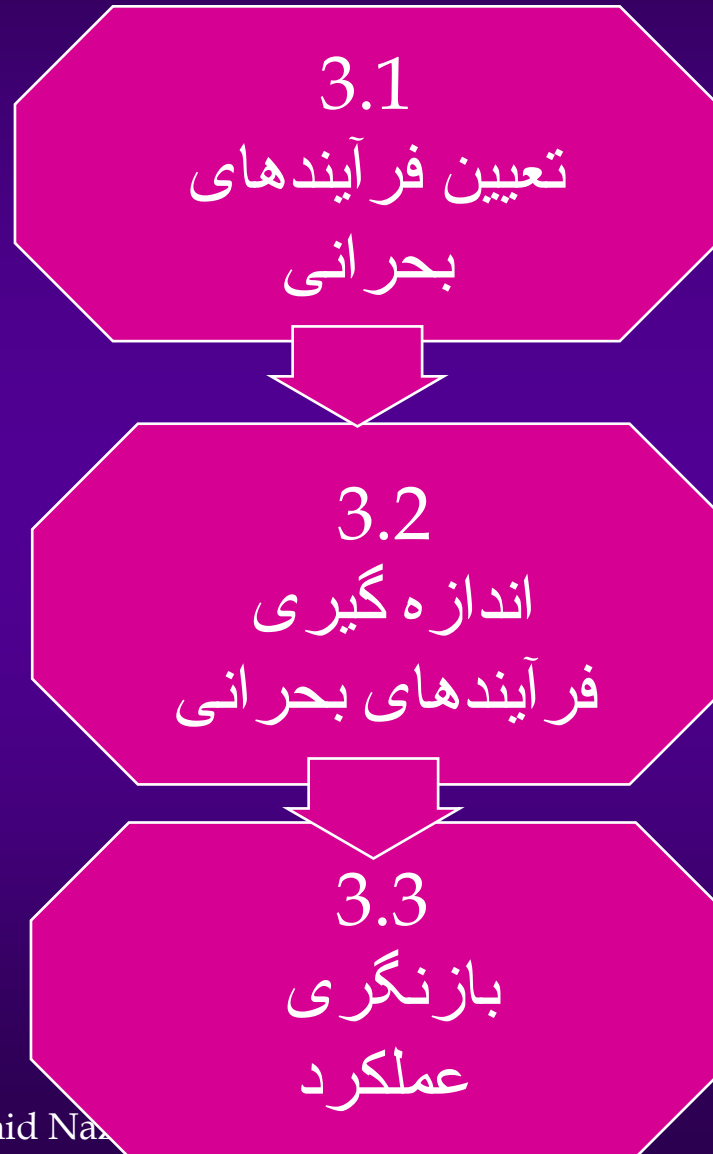 3.1
تعیین فرآیندهای
بحرانی
3.2
اندازه گیری
فرآیندهای بحرانی
3.3
بازنگری
عملکرد